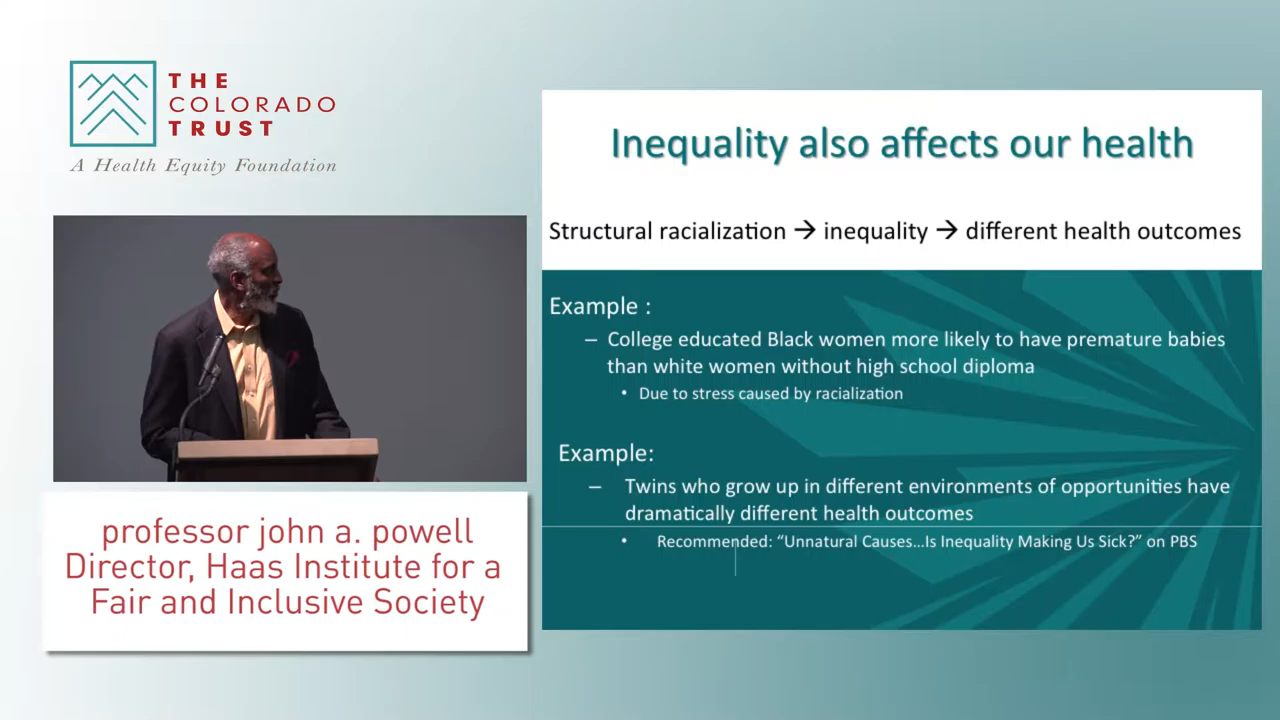 THE
COLORADO
TRUST
A Health Equity Foundation
professor john a. powell
Director, Haas Institute for a
Fair and Inclusive Society
Inequality also affects our health
Structural racialization → inequality → different health outcomes
Example :
– College educated Black women more likely to have premature babies
than white women without high school diploma
• Due to stress caused by racialization
Example:
– Twins who grow up in different environments of opportunities have
dramatically different health outcomes
• Recommended: “Unnatural Causes…Is Inequality Making Us Sick?” on PBS